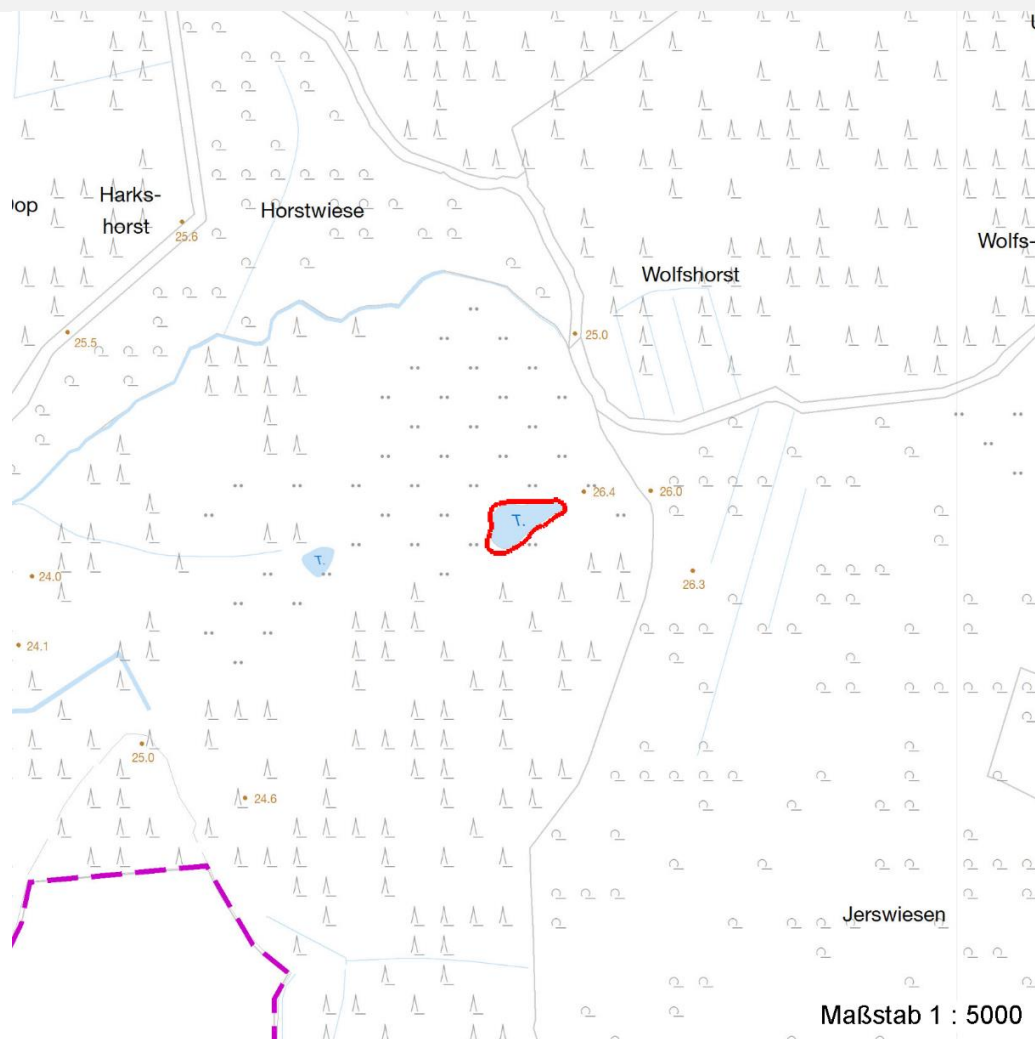 Harks-
horst
Horstwiese
25.6
Wolfs-
Wolfshorst
25.5
25.0
26.4
26.0
T.
T.
24.0
26.3
24.1
25.0
24.6
Jerswiesen
Maßstab 1 : 5000